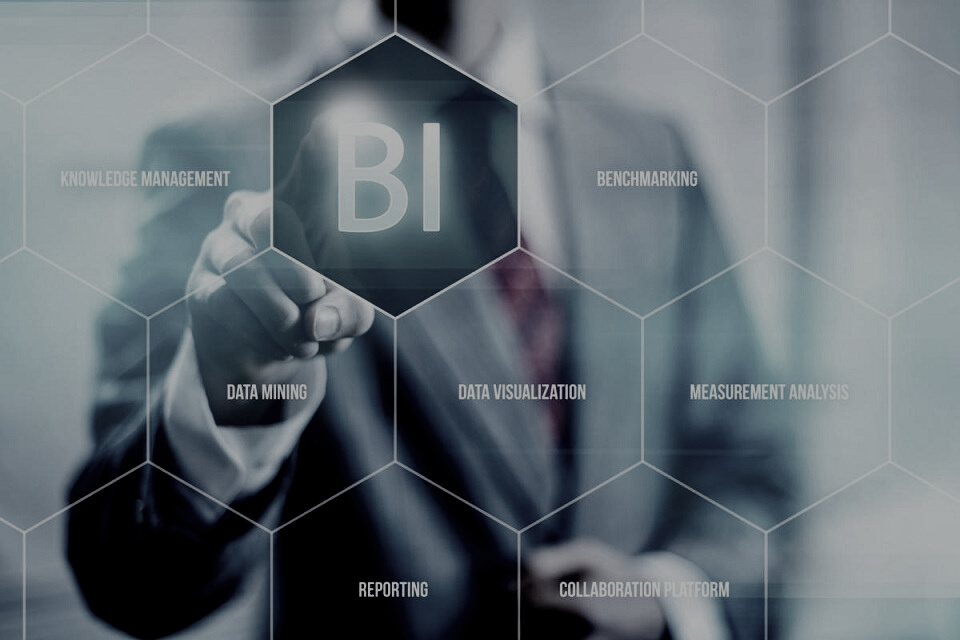 BI
KNOWLEDGE MANAGEMENT
BENCHMARKING
DATA MINING
DATA VISUALIZATION
MEASUREMENT ANALYSIS
REPORTING
COLLABORATION PLATFORM